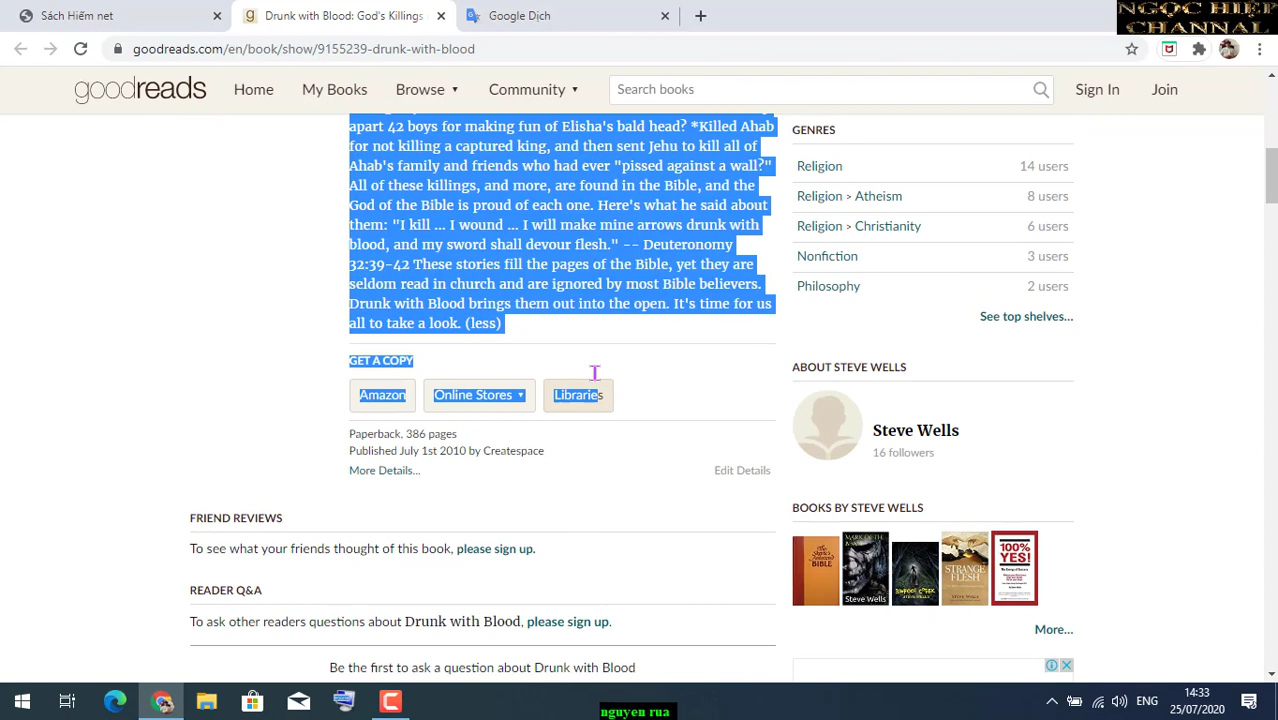 Sách Hiếm net
Drunk with Blood: God's Killings
Google Dịch
NGỌC HIỆP
CHANNEL
goodreads.com/en/book/show/9155239-drunk-with-blood
goodreads
Home
My Books
Browse
Community
Search books
Sign In
Join
apart 42 boys for making fun of Elisha's bald head? *Killed Ahab
for not killing a captured king, and then sent Jehu to kill all of
Ahab's family and friends who had ever "pissed against a wall?"
All of these killings, and more, are found in the Bible, and the
God of the Bible is proud of each one. Here's what he said about
them: "I kill ... I wound ... I will make mine arrows drunk with
blood, and my sword shall devour flesh." -- Deuteronomy
32:39-42 These stories fill the pages of the Bible, yet they are
seldom read in church and are ignored by most Bible believers.
Drunk with Blood brings them out into the open. It's time for us
all to take a look. (less)
GET A COPY
Amazon
Online Stores
Libraries
Paperback, 386 pages
Published July 1st 2010 by Createspace
More Details...
Edit Details
FRIEND REVIEWS
To see what your friends thought of this book, please sign up.
READER Q&A
To ask other readers questions about Drunk with Blood, please sign up.
Be the first to ask a question about Drunk with Blood
GENRES
Religion 14 users
Religion > Atheism 8 users
Religion > Christianity 6 users
Nonfiction 3 users
Philosophy 2 users
See top shelves...
ABOUT STEVE WELLS
Steve Wells
16 followers
BOOKS BY STEVE WELLS
BIBLE
Steve Wells
STRANGE
FLESH
100%
YES!
More...
ENG
14:33
25/07/2020
nguyen rua